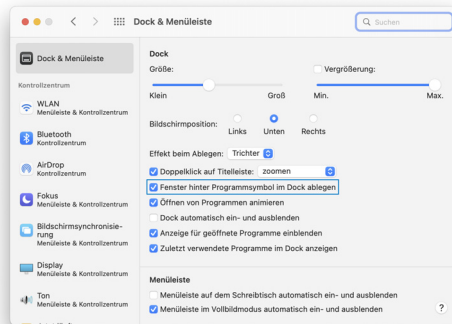 Dock & Menüleiste
Suchen
Dock & Menüleiste
Kontrollzentrum
WLAN
Menüleiste & Kontrollzentrum
Bluetooth
Kontrollzentrum
AirDrop
Kontrollzentrum
Fokus
Menüleiste & Kontrollzentrum
Bildschirmsynchronisie-
rung
Menüleiste & Kontrollzentrum
Display
Menüleiste & Kontrollzentrum
Ton
Menüleiste & Kontrollzentrum
Dock
Größe:
Vergrößerung:
Klein Groß Min. Max.
Bildschirmposition:
Links Unten Rechts
Effekt beim Ablegen: Trichter
Doppelklick auf Titelleiste: zoomen
Fenster hinter Programmsymbol im Dock ablegen
Öffnen von Programmen animieren
Dock automatisch ein- und ausblenden
Anzeige für geöffnete Programme einblenden
Zuletzt verwendete Programme im Dock anzeigen
Menüleiste
Menüleiste auf dem Schreibtisch automatisch ein- und ausblenden
Menüleiste im Vollbildmodus automatisch ein- und ausblenden
?